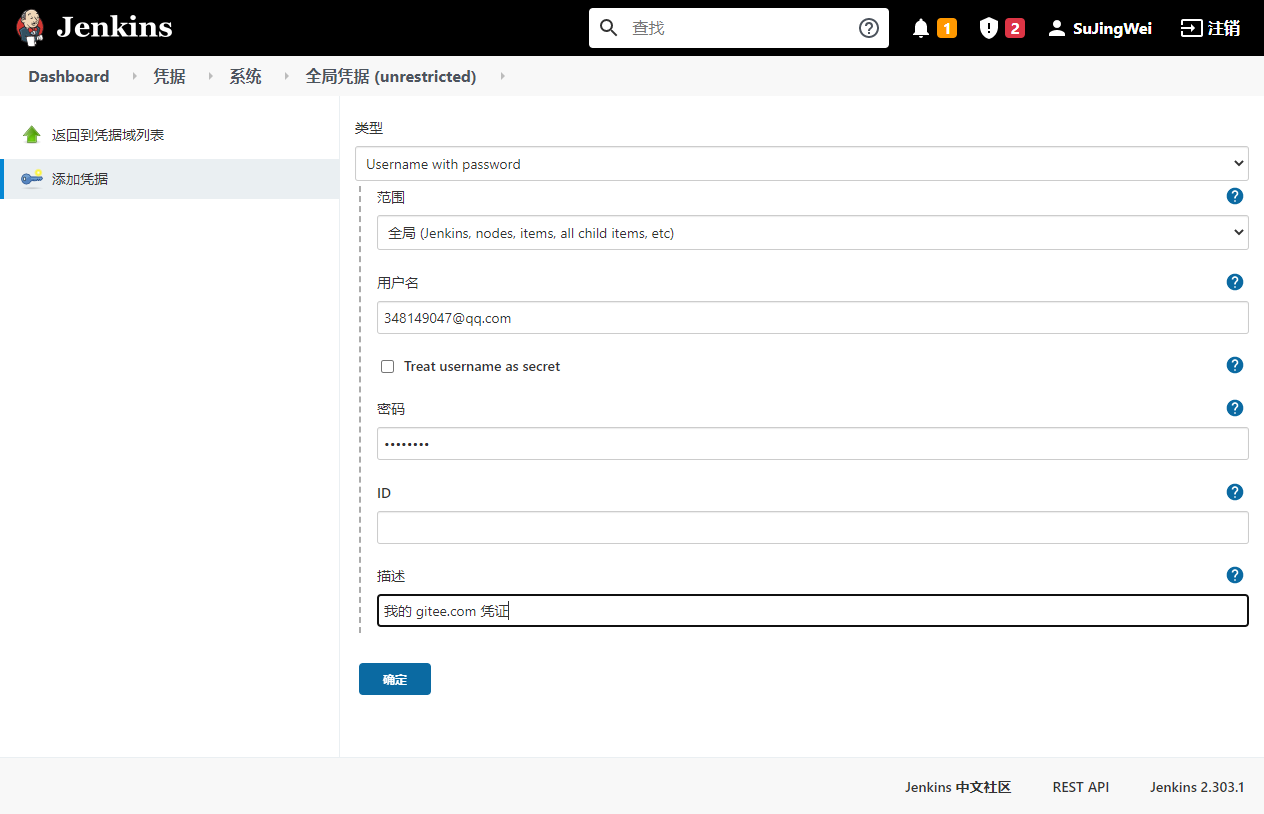 Jenkins 查找 1 2 SuJingWei 注销
Dashboard 凭据 系统 全局凭据 (unrestricted)
返回到凭据域列表
添加凭据
类型
Username with password
范围
全局 (Jenkins, nodes, items, all child items, etc)
用户名
348149047@qq.com
Treat username as secret
密码
••••••••
ID
描述
我的 gitee.com 凭证
确定
Jenkins 中文社区 REST API Jenkins 2.303.1